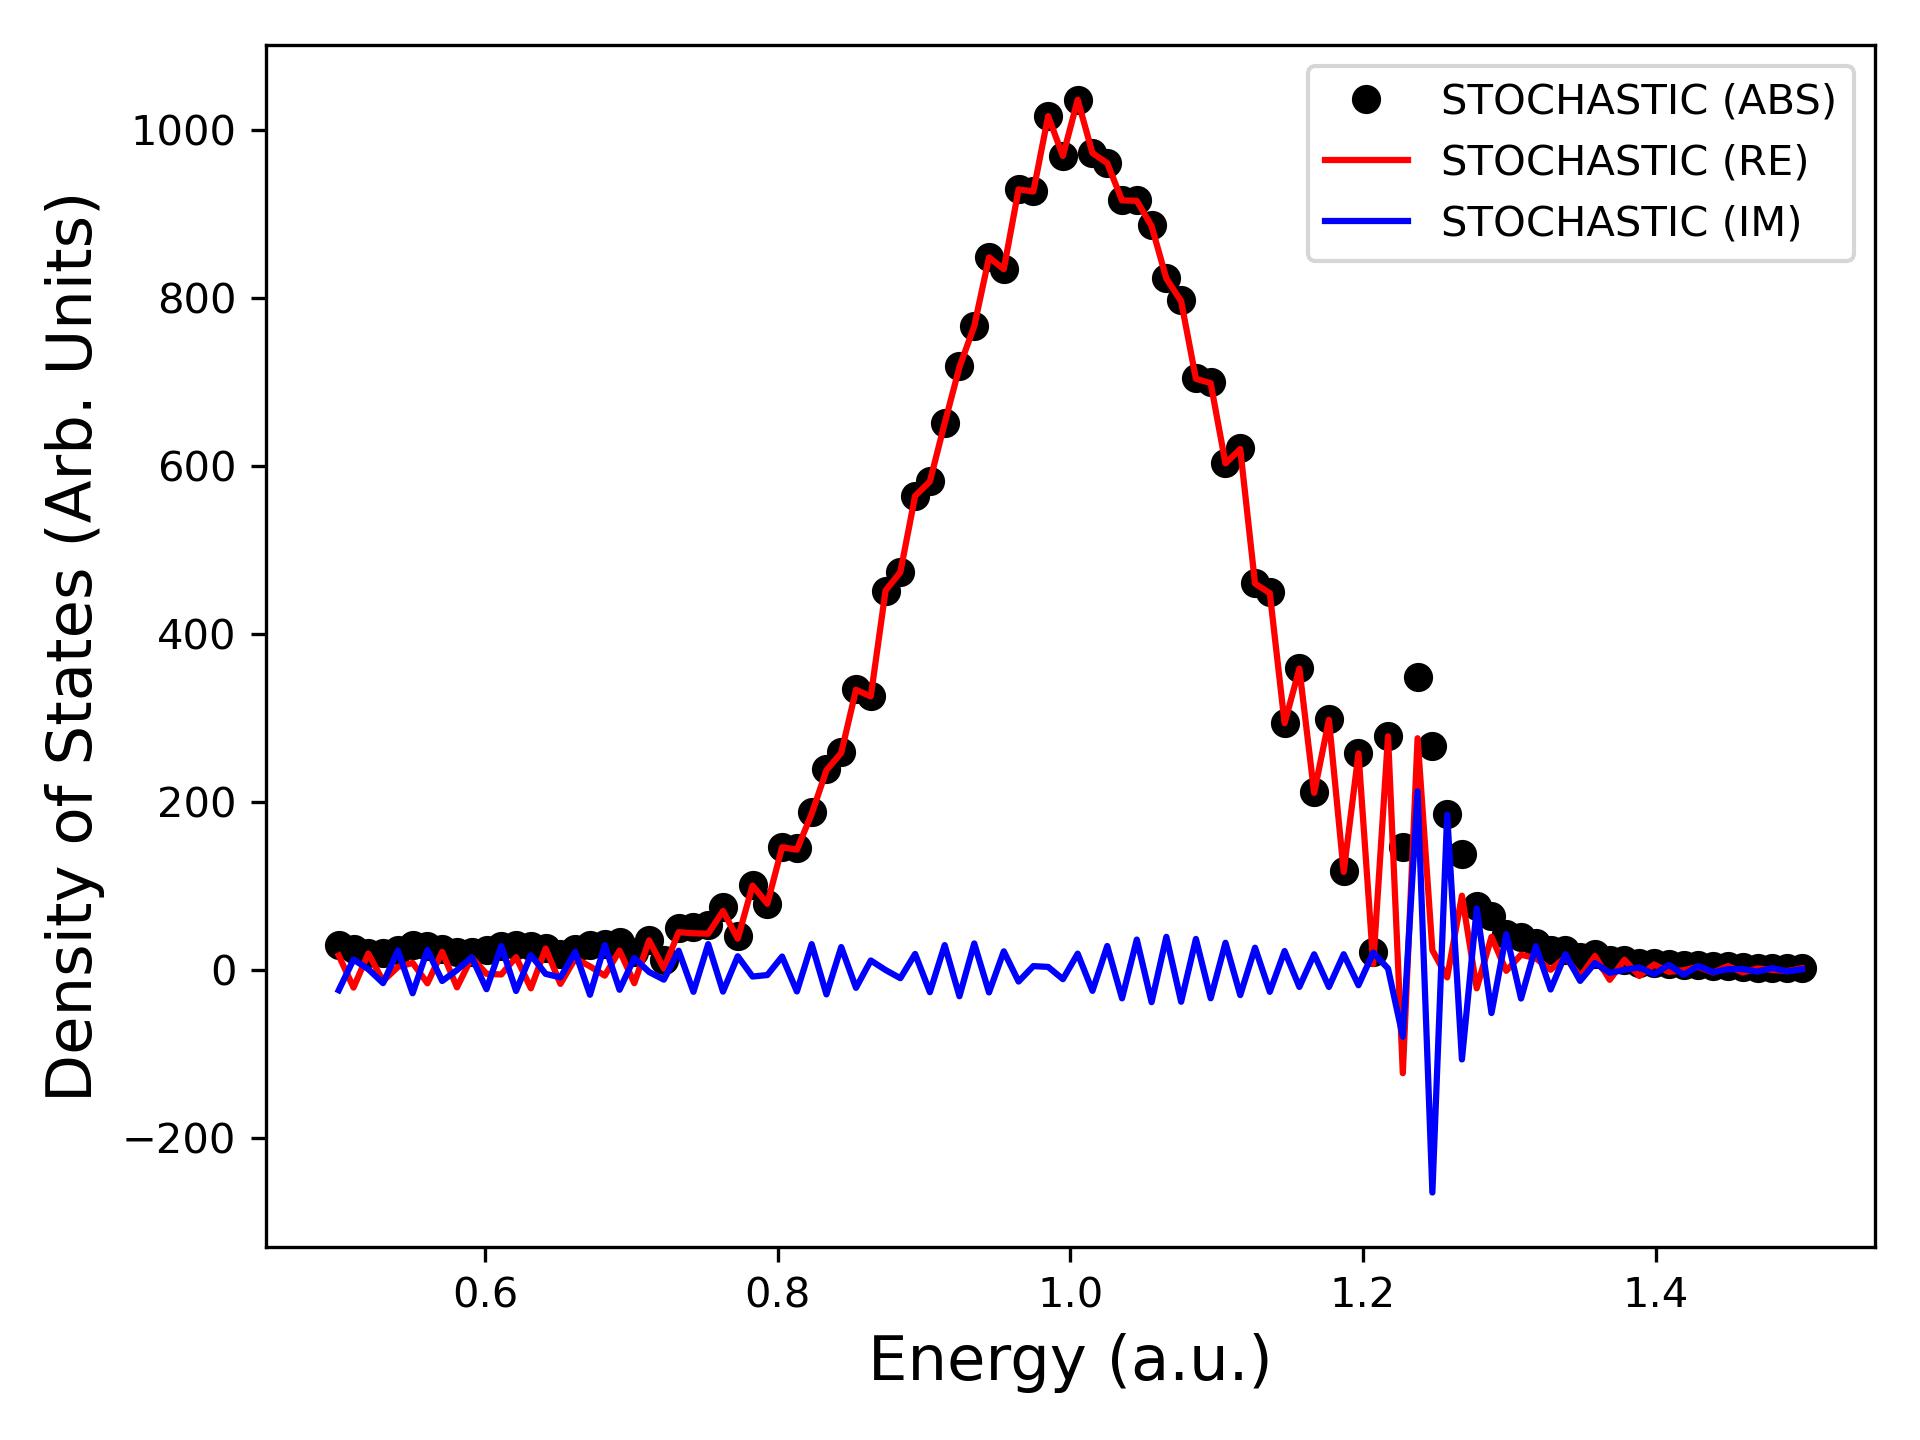 STOCHASTIC (ABS)
STOCHASTIC (RE)
STOCHASTIC (IM)
1000
800
600
400
200
0
−200
Density of States (Arb. Units)
0.6 0.8 1.0 1.2 1.4
Energy (a.u.)